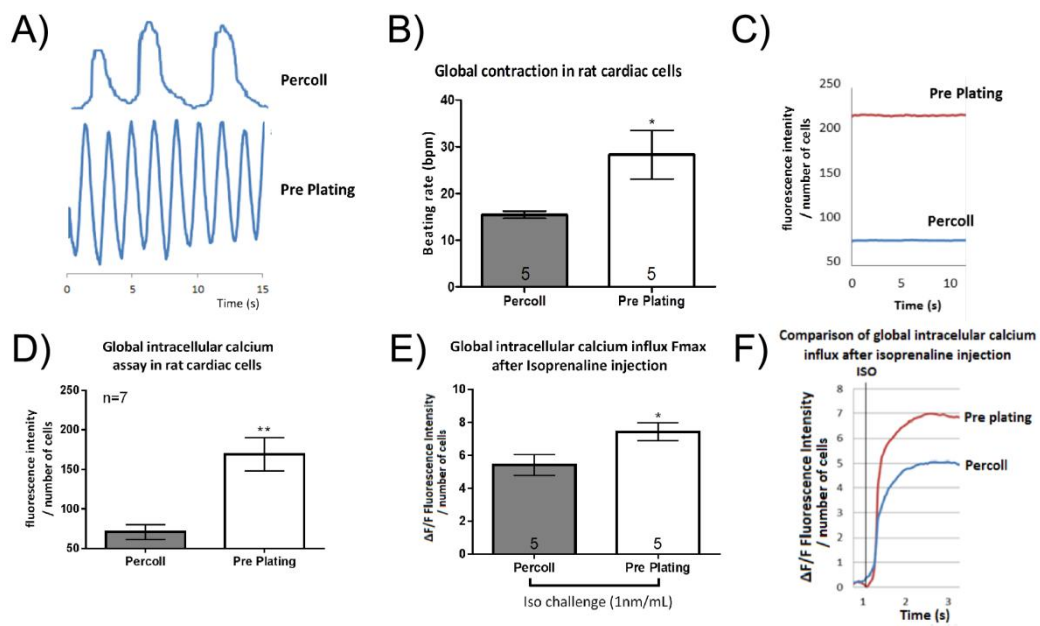 A)
Percoll
Pre Plating
0 5 10 15
Time (s)
B)
Global contraction in rat cardiac cells
Beating rate (bpm)
40
30
20
10
0
*
5
5
Percoll
Pre Plating
C)
fluorescence intenity
/ number of cells
250
200
150
100
50
Pre Plating
Percoll
0 5 10
Time (s)
D)
Global intracellular calcium
assay in rat cardiac cells
fluorescence intenity
/ number of cells
250
200
150
100
50
n=7
**
Percoll
Pre Plating
E)
Global intracellular calcium influx Fmax
after Isoprenaline injection
ΔF/F Fluorescence Intensity
/ number of cells
10
8
6
4
2
0
*
5
5
Percoll
Pre Plating
Iso challenge (1nm/mL)
F)
Comparison of global intracelular calcium
influx after isoprenaline injection
ISO
ΔF/F Fluorescence Intensity
/ number of cells
8
7
6
5
4
3
2
1
0
Pre plating
Percoll
1 2 3
Time (s)